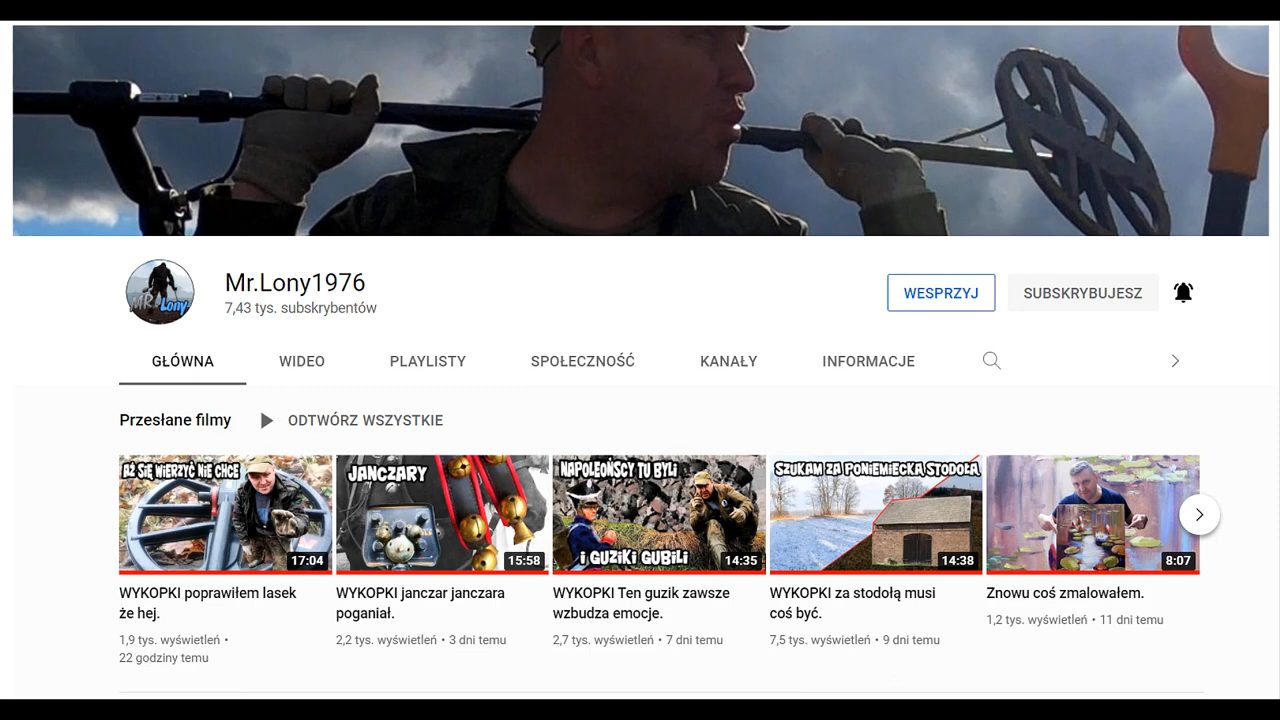 MR. Lony
Mr.Lony1976
7,43 tys. subskrybentów
WESPRZYJ
SUBSKRYBUJESZ
GŁÓWNA
WIDEO
PLAYLISTY
SPOŁECZNOŚĆ
KANAŁY
INFORMACJE
Przesłane filmy
ODTWÓRZ WSZYSTKIE
AŻ SIĘ WIERZYĆ NIE CHCE
17:04
WYKOPKI poprawiłem lasek
że hej.
1,9 tys. wyświetleń •
22 godziny temu
JANCZARY
15:58
WYKOPKI janczar janczara
poganiał.
2,2 tys. wyświetleń • 3 dni temu
NAPOLEOŃSCY TU BYLI
i GUZIKI GUBILI
14:35
WYKOPKI Ten guzik zawsze
wzbudza emocje.
2,7 tys. wyświetleń • 7 dni temu
SZUKAM ZA PONIEMIECKĄ STODOŁĄ
14:38
WYKOPKI za stodołą musi
coś być.
7,5 tys. wyświetleń • 9 dni temu
8:07
Znowu coś zmalowałem.
1,2 tys. wyświetleń • 11 dni temu